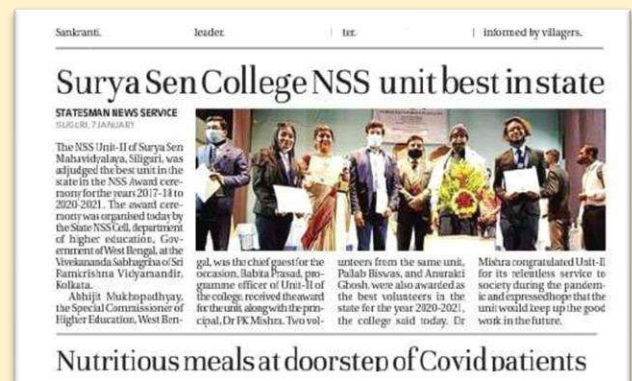 Sankranti.
leader.
ter.
informed by villagers.
Surya Sen College NSS unit best in state
STATESMAN NEWS SERVICE
SILIGURI, 7 JANUARY
The NSS Unit-II of Surya Sen
Mahavidyalaya, Siliguri, was
adjudged the best unit in the
state in the NSS Award cere-
mony for the years 2017-18 to
2020-2021. The award cere-
mony was organised today by
the State NSS Cell, department
of higher education, Gov-
ernment of West Bengal, at the
Vivekananda Sabhagriha of Sri
Ramkrishna Vidyamandir,
Kolkata.
Abhijit Mukhopadhyay,
the Special Commissioner of
Higher Education, West Ben-
gal, was the chief guest for the
occasion. Babita Prasad, pro-
gramme officer of Unit-II of
the college, received the award
for the unit along with the prin-
cipal, Dr PK Mishra. Two vol-
unteers from the same unit,
Pallab Biswas, and Anurakti
Ghosh, were also awarded as
the best volunteers in the
state for the year 2020-2021,
the college said today. Dr
Mishra congratulated Unit-II
for its relentless service to
society during the pandem-
ic and expressed hope that the
unit would keep up the good
work in the future.
Nutritious meals at doorstep of Covid patients